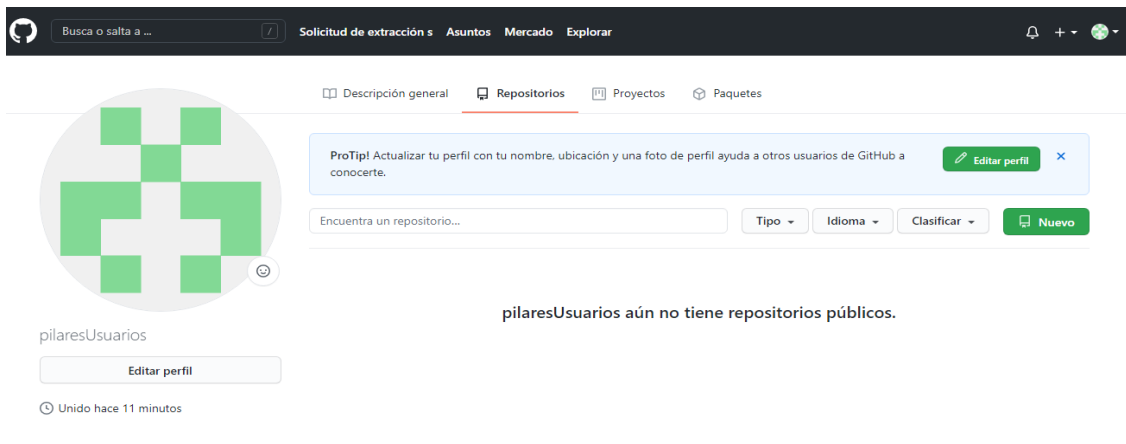 Busca o salta a ... /
Solicitud de extracción s Asuntos Mercado Explorar
Descripción general Repositorios Proyectos Paquetes
ProTip! Actualizar tu perfil con tu nombre, ubicación y una foto de perfil ayuda a otros usuarios de GitHub a
conocerte.
Editar perfil
Encuentra un repositorio...
Tipo Idioma Clasificar Nuevo
pilaresUsuarios aún no tiene repositorios públicos.
pilaresUsuarios
Editar perfil
Unido hace 11 minutos